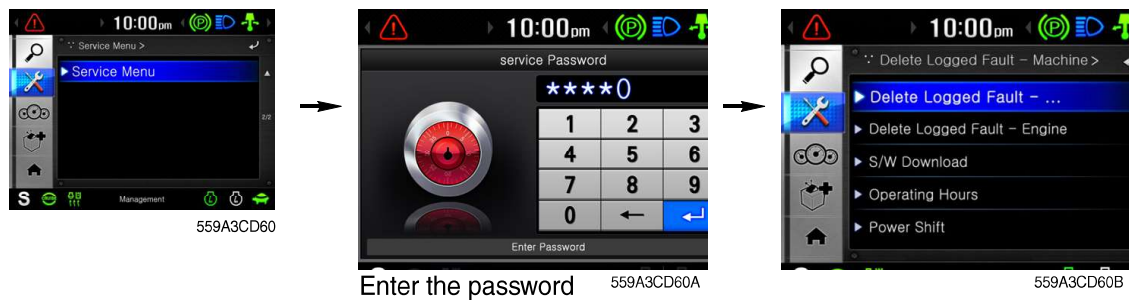 10:00pm
Service Menu >
Service Menu
2/2
S
Management
559A3CD60
10:00pm
service Password
****0
1 2 3
4 5 6
7 8 9
0
Enter Password
Enter the password
559A3CD60A
10:00pm
Delete Logged Fault - Machine >
Delete Logged Fault - ...
Delete Logged Fault - Engine
S/W Download
Operating Hours
Power Shift
559A3CD60B